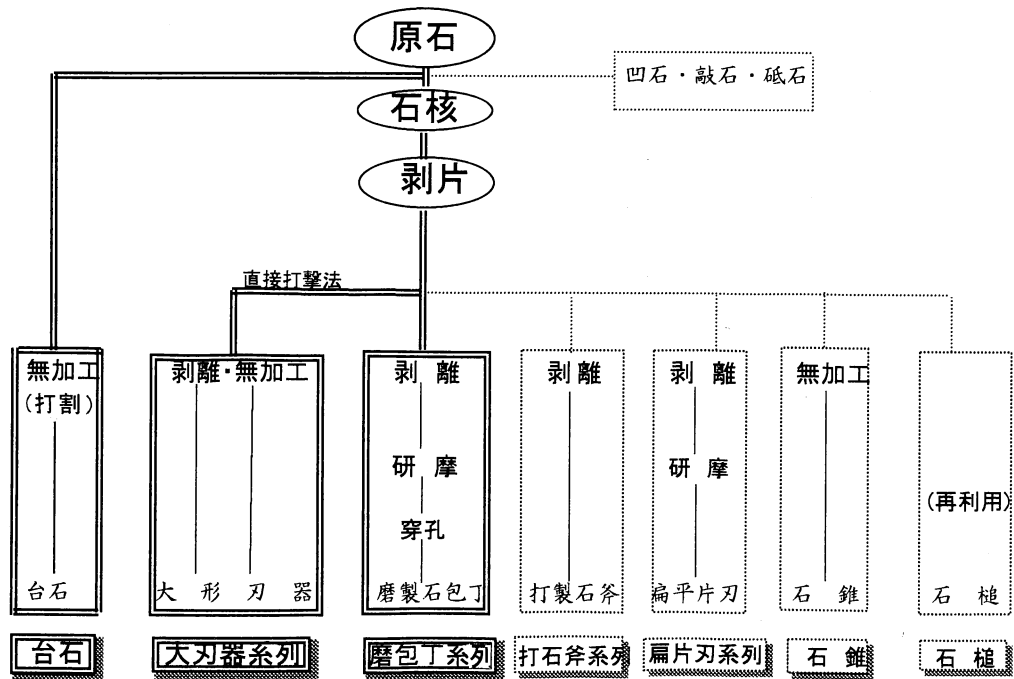 原石
凹石・敲石・砥石
石核
剥片
直接打撃法
無加工
(打割)
台石
剥離・無加工
大形刃器
剥離
研摩
穿孔
磨製石包丁
剥離
打製石斧
剥離
研摩
扁平片刃
無加工
石錐
(再利用)
石槌
台石
大刃器系列
磨包丁系列
打石斧系列
扁片刃系列
石錐
石槌